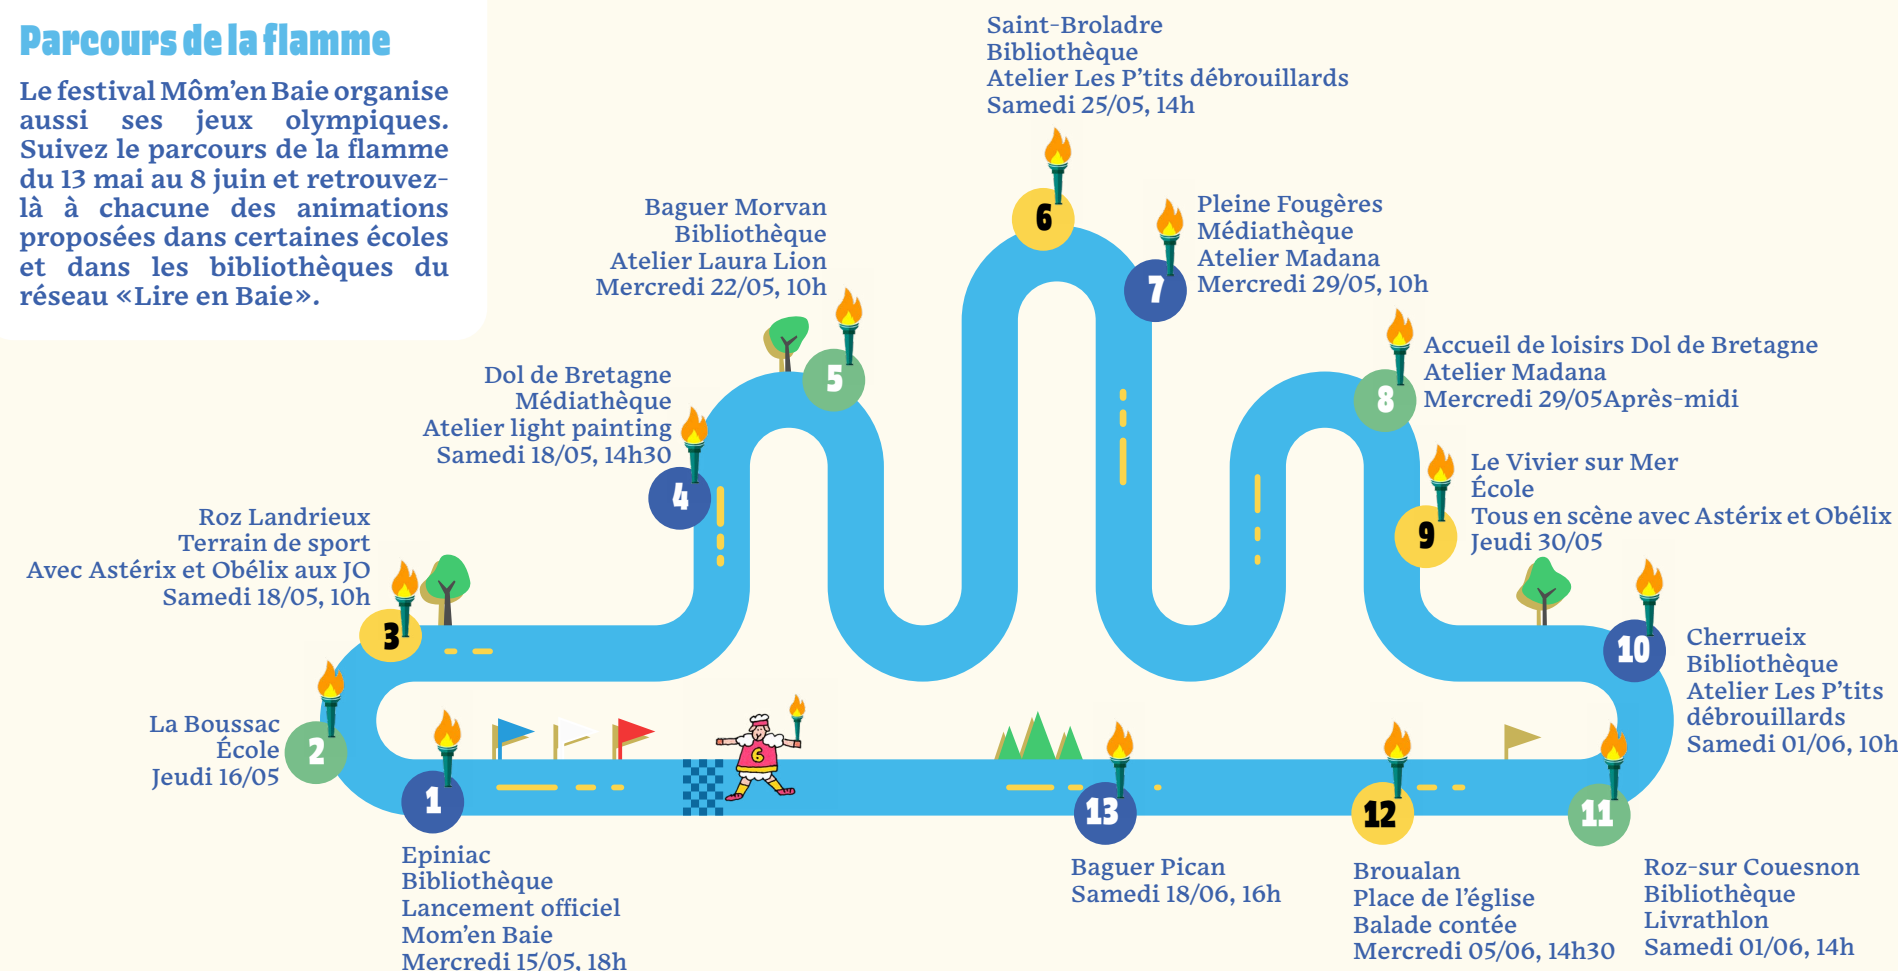 Parcours de la flamme
Le festival Môm'en Baie organise
aussi ses jeux olympiques.
Suivez le parcours de la flamme
du 13 mai au 8 juin et retrouvez-
là à chacune des animations
proposées dans certaines écoles
et dans les bibliothèques du
réseau «Lire en Baie».
1
Epiniac
Bibliothèque
Lancement officiel
Mom'en Baie
Mercredi 15/05, 18h
2
La Boussac
École
Jeudi 16/05
3
Roz Landrieux
Terrain de sport
Avec Astérix et Obélix aux JO
Samedi 18/05, 10h
4
Dol de Bretagne
Médiathèque
Atelier light painting
Samedi 18/05, 14h30
5
Baguer Morvan
Bibliothèque
Atelier Laura Lion
Mercredi 22/05, 10h
6
Saint-Broladre
Bibliothèque
Atelier Les P'tits débrouillards
Samedi 25/05, 14h
7
Pleine Fougères
Médiathèque
Atelier Madana
Mercredi 29/05, 10h
8
Accueil de loisirs Dol de Bretagne
Atelier Madana
Mercredi 29/05Après-midi
9
Le Vivier sur Mer
École
Tous en scène avec Astérix et Obélix
Jeudi 30/05
10
Cherrueix
Bibliothèque
Atelier Les P'tits
débrouillards
Samedi 01/06, 10h
11
Roz-sur Couesnon
Bibliothèque
Livrathlon
Samedi 01/06, 14h
12
Broualan
Place de l'église
Balade contée
Mercredi 05/06, 14h30
13
Baguer Pican
Samedi 18/06, 16h
6